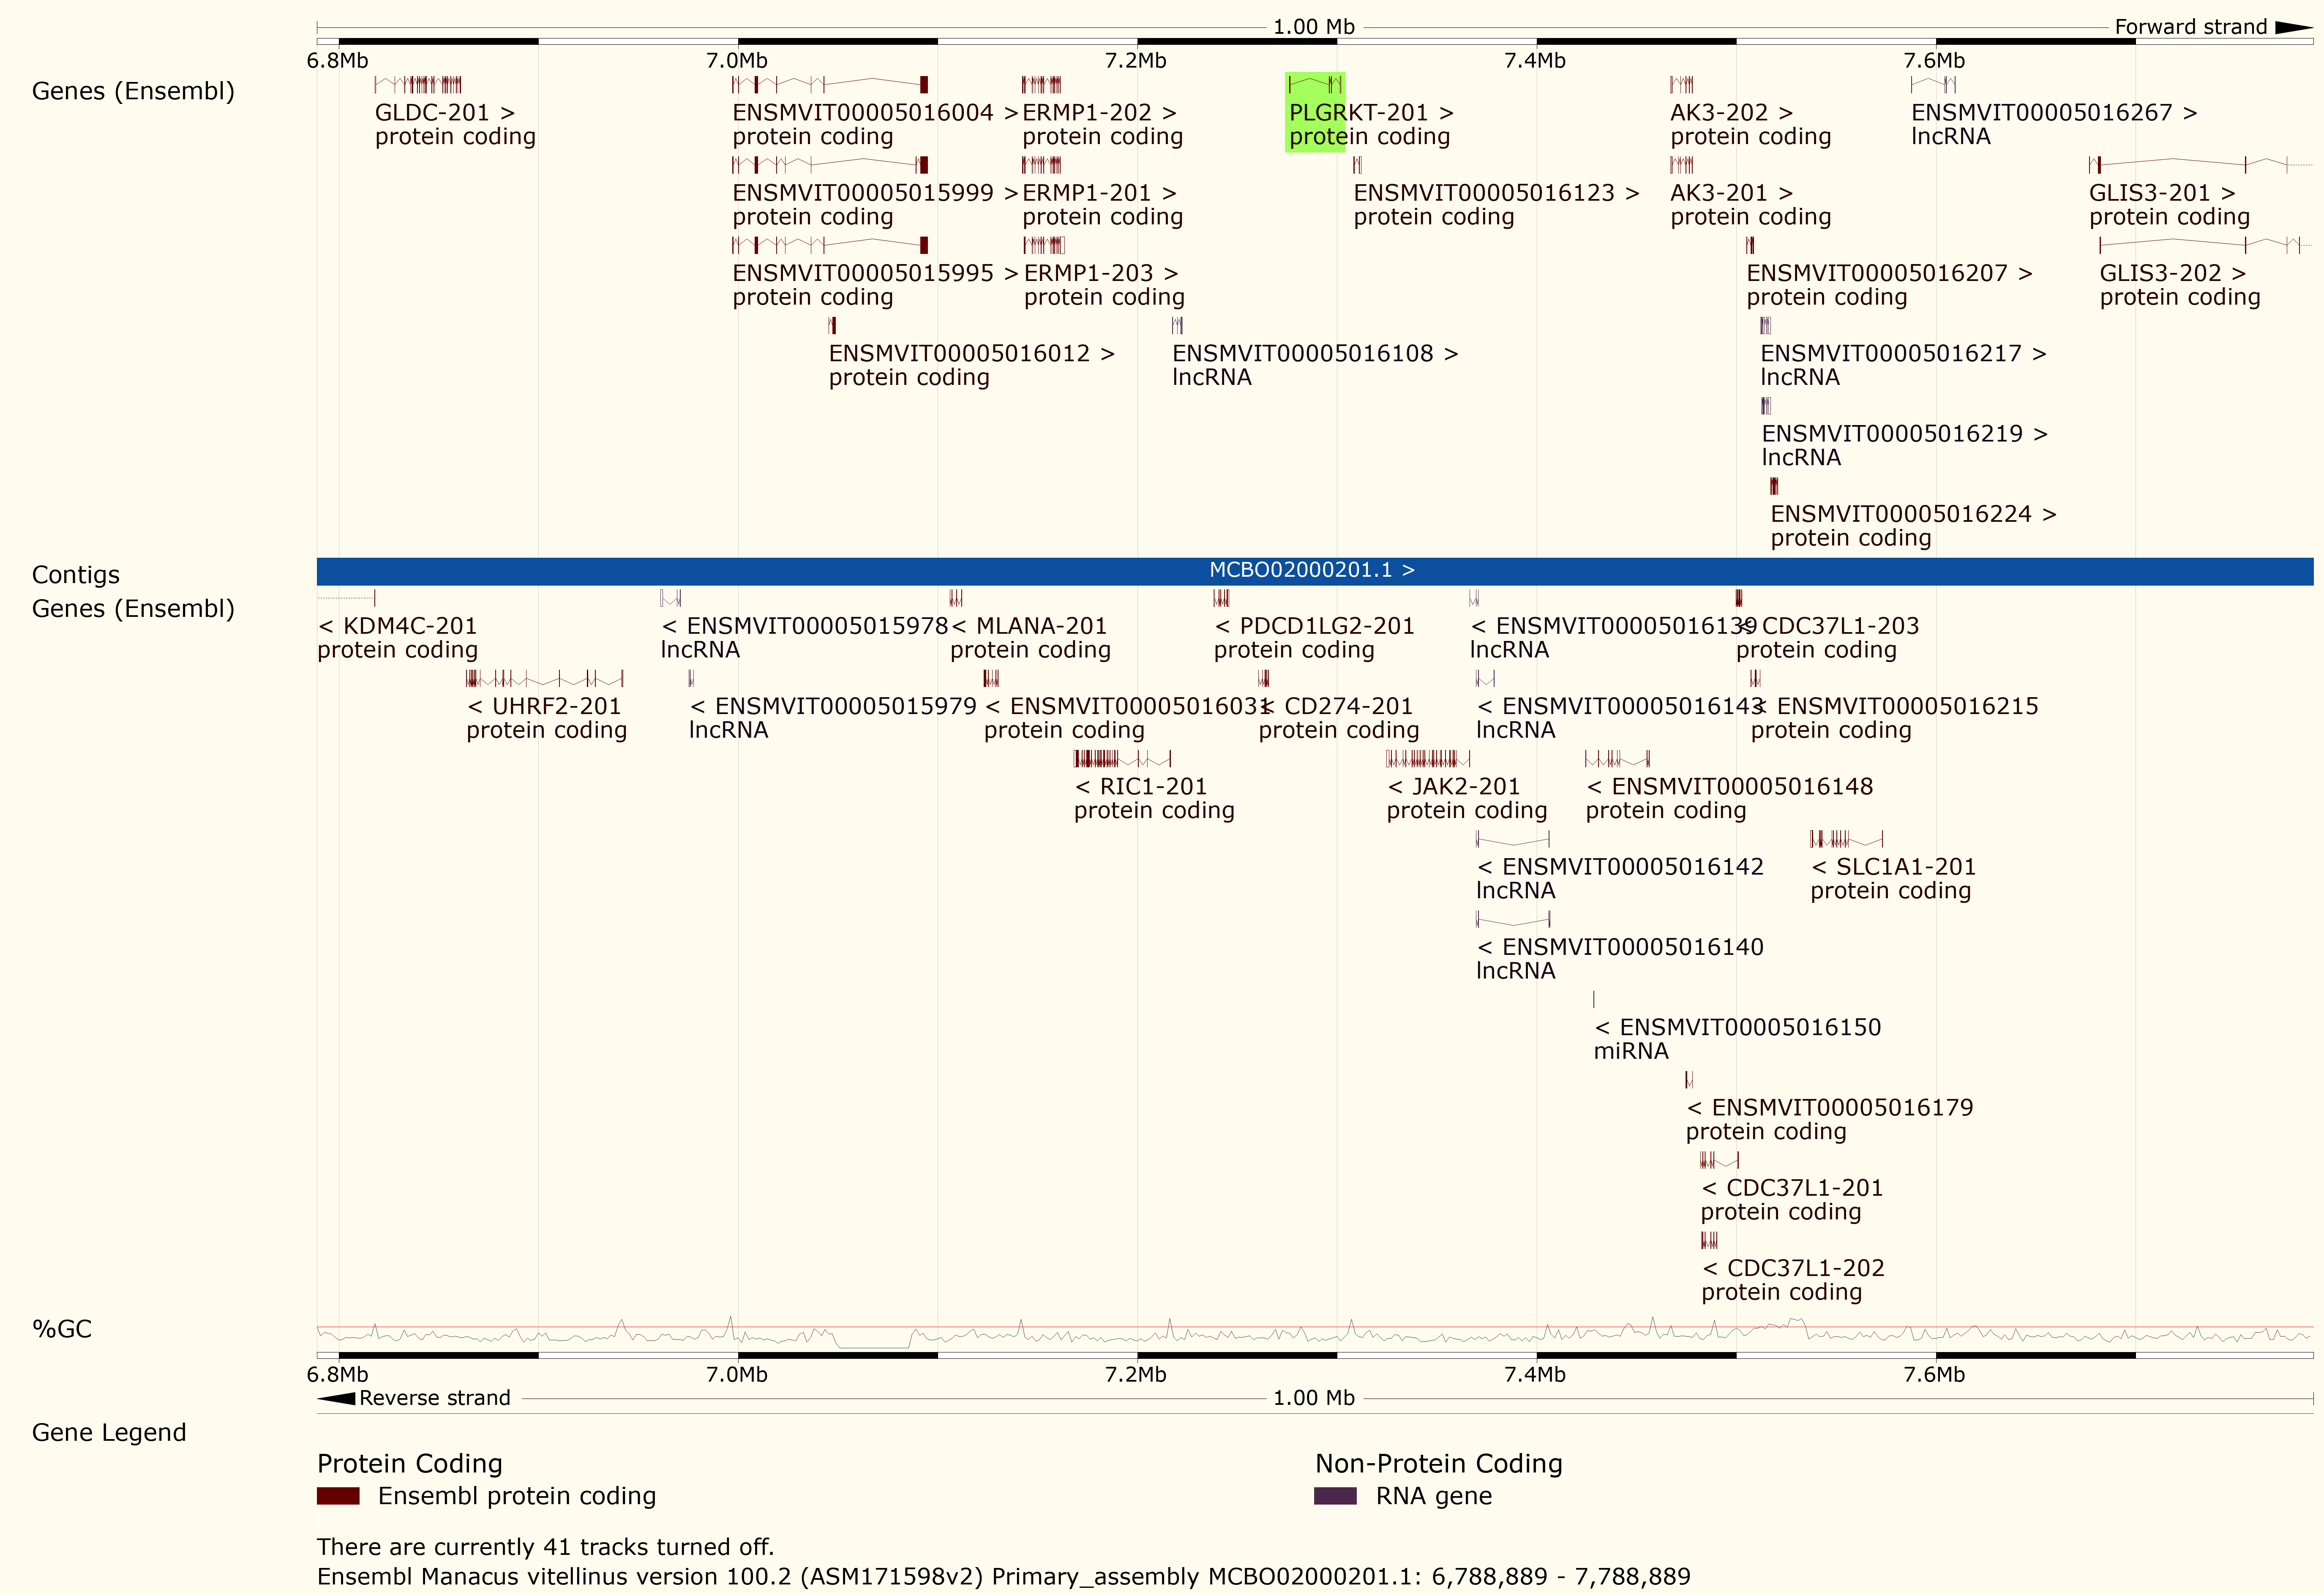 1.00 Mb Forward strand
6.8Mb 7.0Mb 7.2Mb 7.4Mb 7.6Mb
Genes (Ensembl)
GLDC-201 > ENSMVIT00005016004 > ERMP1-202 > PLGRKT-201 > AK3-202 > ENSMVIT00005016267 >
protein coding protein coding protein coding protein coding protein coding lncRNA
ENSMVIT00005015999 > ERMP1-201 > ENSMVIT00005016123 > AK3-201 > GLIS3-201 >
protein coding protein coding protein coding protein coding protein coding
ENSMVIT00005015995 > ERMP1-203 > ENSMVIT00005016207 > GLIS3-202 >
protein coding protein coding protein coding protein coding
ENSMVIT00005016012 > ENSMVIT00005016108 > ENSMVIT00005016217 >
protein coding lncRNA lncRNA
ENSMVIT00005016219 >
lncRNA
ENSMVIT00005016224 >
protein coding
Contigs MCBO02000201.1 >
Genes (Ensembl)
< KDM4C-201 < ENSMVIT00005015978 < MLANA-201 < PDCD1LG2-201 < ENSMVIT00005016139 < CDC37L1-203
protein coding lncRNA protein coding protein coding lncRNA protein coding
< UHRF2-201 < ENSMVIT00005015979 < ENSMVIT00005016031 < CD274-201 < ENSMVIT00005016143 < ENSMVIT00005016215
protein coding lncRNA protein coding protein coding lncRNA protein coding
< RIC1-201 < JAK2-201 < ENSMVIT00005016148
protein coding protein coding protein coding
< ENSMVIT00005016142 < SLC1A1-201
lncRNA protein coding
< ENSMVIT00005016140
lncRNA
< ENSMVIT00005016150
miRNA
< ENSMVIT00005016179
protein coding
< CDC37L1-201
protein coding
< CDC37L1-202
protein coding
%GC
6.8Mb 7.0Mb 7.2Mb 7.4Mb 7.6Mb
Reverse strand 1.00 Mb
Gene Legend
Protein Coding Non-Protein Coding
Ensembl protein coding RNA gene
There are currently 41 tracks turned off.
Ensembl Manacus vitellinus version 100.2 (ASM171598v2) Primary_assembly MCBO02000201.1: 6,788,889 - 7,788,889